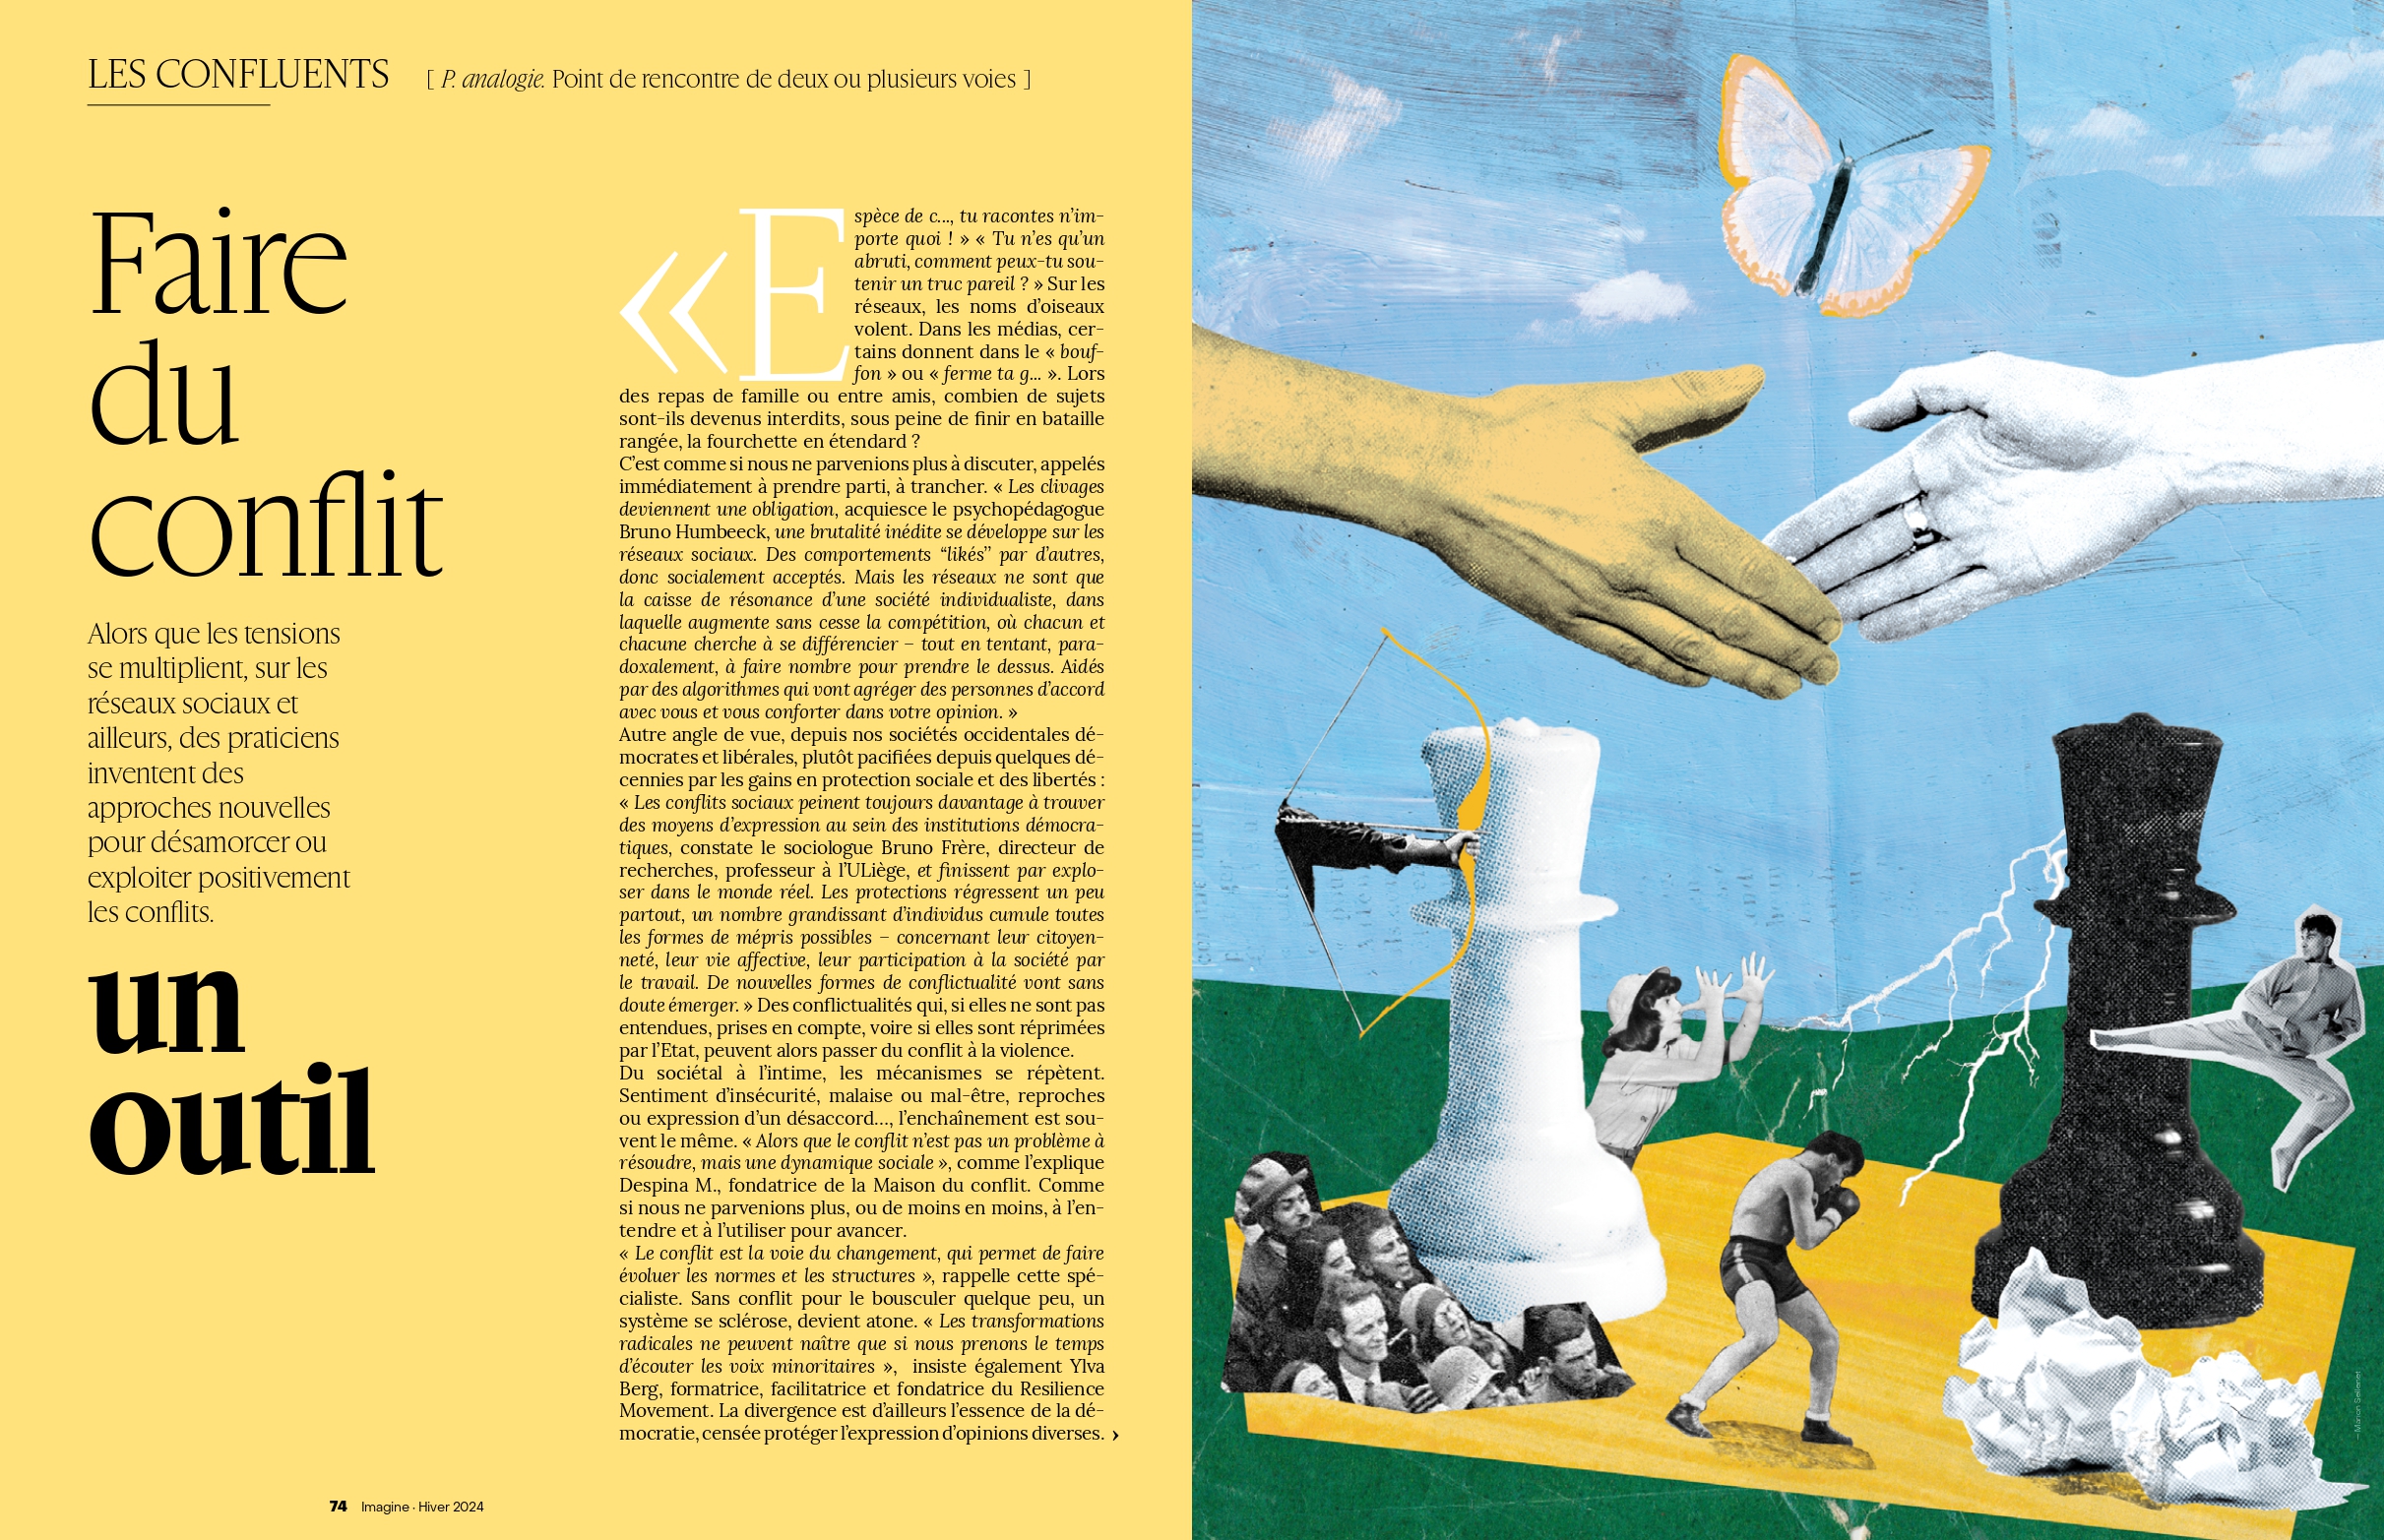 LES CONFLUENTS [ P. analogie. Point de rencontre de deux ou plusieurs voies ]
Faire
du
conflit
Alors que les tensions
se multiplient, sur les
réseaux sociaux et
ailleurs, des praticiens
inventent des
approches nouvelles
pour désamorcer ou
exploiter positivement
les conflits.
un
outil
«Espèce de c..., tu racontes n’im-
porte quoi ! » « Tu n’es qu’un
abruti, comment peux-tu sou-
tenir un truc pareil ? » Sur les
réseaux, les noms d’oiseaux
volent. Dans les médias, cer-
tains donnent dans le « bouf-
fon » ou « ferme ta g... ». Lors
des repas de famille ou entre amis, combien de sujets
sont-ils devenus interdits, sous peine de finir en bataille
rangée, la fourchette en étendard ?
C’est comme si nous ne parvenions plus à discuter, appelés
immédiatement à prendre parti, à trancher. « Les clivages
deviennent une obligation, acquiesce le psychopédagogue
Bruno Humbeeck, une brutalité inédite se développe sur les
réseaux sociaux. Des comportements “likés” par d’autres,
donc socialement acceptés. Mais les réseaux ne sont que
la caisse de résonance d’une société individualiste, dans
laquelle augmente sans cesse la compétition, où chacun et
chacune cherche à se différencier – tout en tentant, para-
doxalement, à faire nombre pour prendre le dessus. Aidés
par des algorithmes qui vont agréger des personnes d’accord
avec vous et vous conforter dans votre opinion. »
Autre angle de vue, depuis nos sociétés occidentales dé-
mocrates et libérales, plutôt pacifiées depuis quelques dé-
cennies par les gains en protection sociale et des libertés :
« Les conflits sociaux peinent toujours davantage à trouver
des moyens d’expression au sein des institutions démocra-
tiques, constate le sociologue Bruno Frère, directeur de
recherches, professeur à l’ULiège, et finissent par explo-
ser dans le monde réel. Les protections régressent un peu
partout, un nombre grandissant d’individus cumule toutes
les formes de mépris possibles – concernant leur citoyen-
neté, leur vie affective, leur participation à la société par
le travail. De nouvelles formes de conflictualité vont sans
doute émerger. » Des conflictualités qui, si elles ne sont pas
entendues, prises en compte, voire si elles sont réprimées
par l’Etat, peuvent alors passer du conflit à la violence.
Du sociétal à l’intime, les mécanismes se répètent.
Sentiment d’insécurité, malaise ou mal-être, reproches
ou expression d’un désaccord…, l’enchaînement est sou-
vent le même. « Alors que le conflit n’est pas un problème à
résoudre, mais une dynamique sociale », comme l’explique
Despina M., fondatrice de la Maison du conflit. Comme
si nous ne parvenions plus, ou de moins en moins, à l’en-
tendre et à l’utiliser pour avancer.
« Le conflit est la voie du changement, qui permet de faire
évoluer les normes et les structures », rappelle cette spé-
cialiste. Sans conflit pour le bousculer quelque peu, un
système se sclérose, devient atone. « Les transformations
radicales ne peuvent naître que si nous prenons le temps
d’écouter les voix minoritaires », insiste également Ylva
Berg, formatrice, facilitatrice et fondatrice du Resilience
Movement. La divergence est d’ailleurs l’essence de la dé-
mocratie, censée protéger l’expression d’opinions diverses. ›
74 Imagine · Hiver 2024
— Manon Sellenet